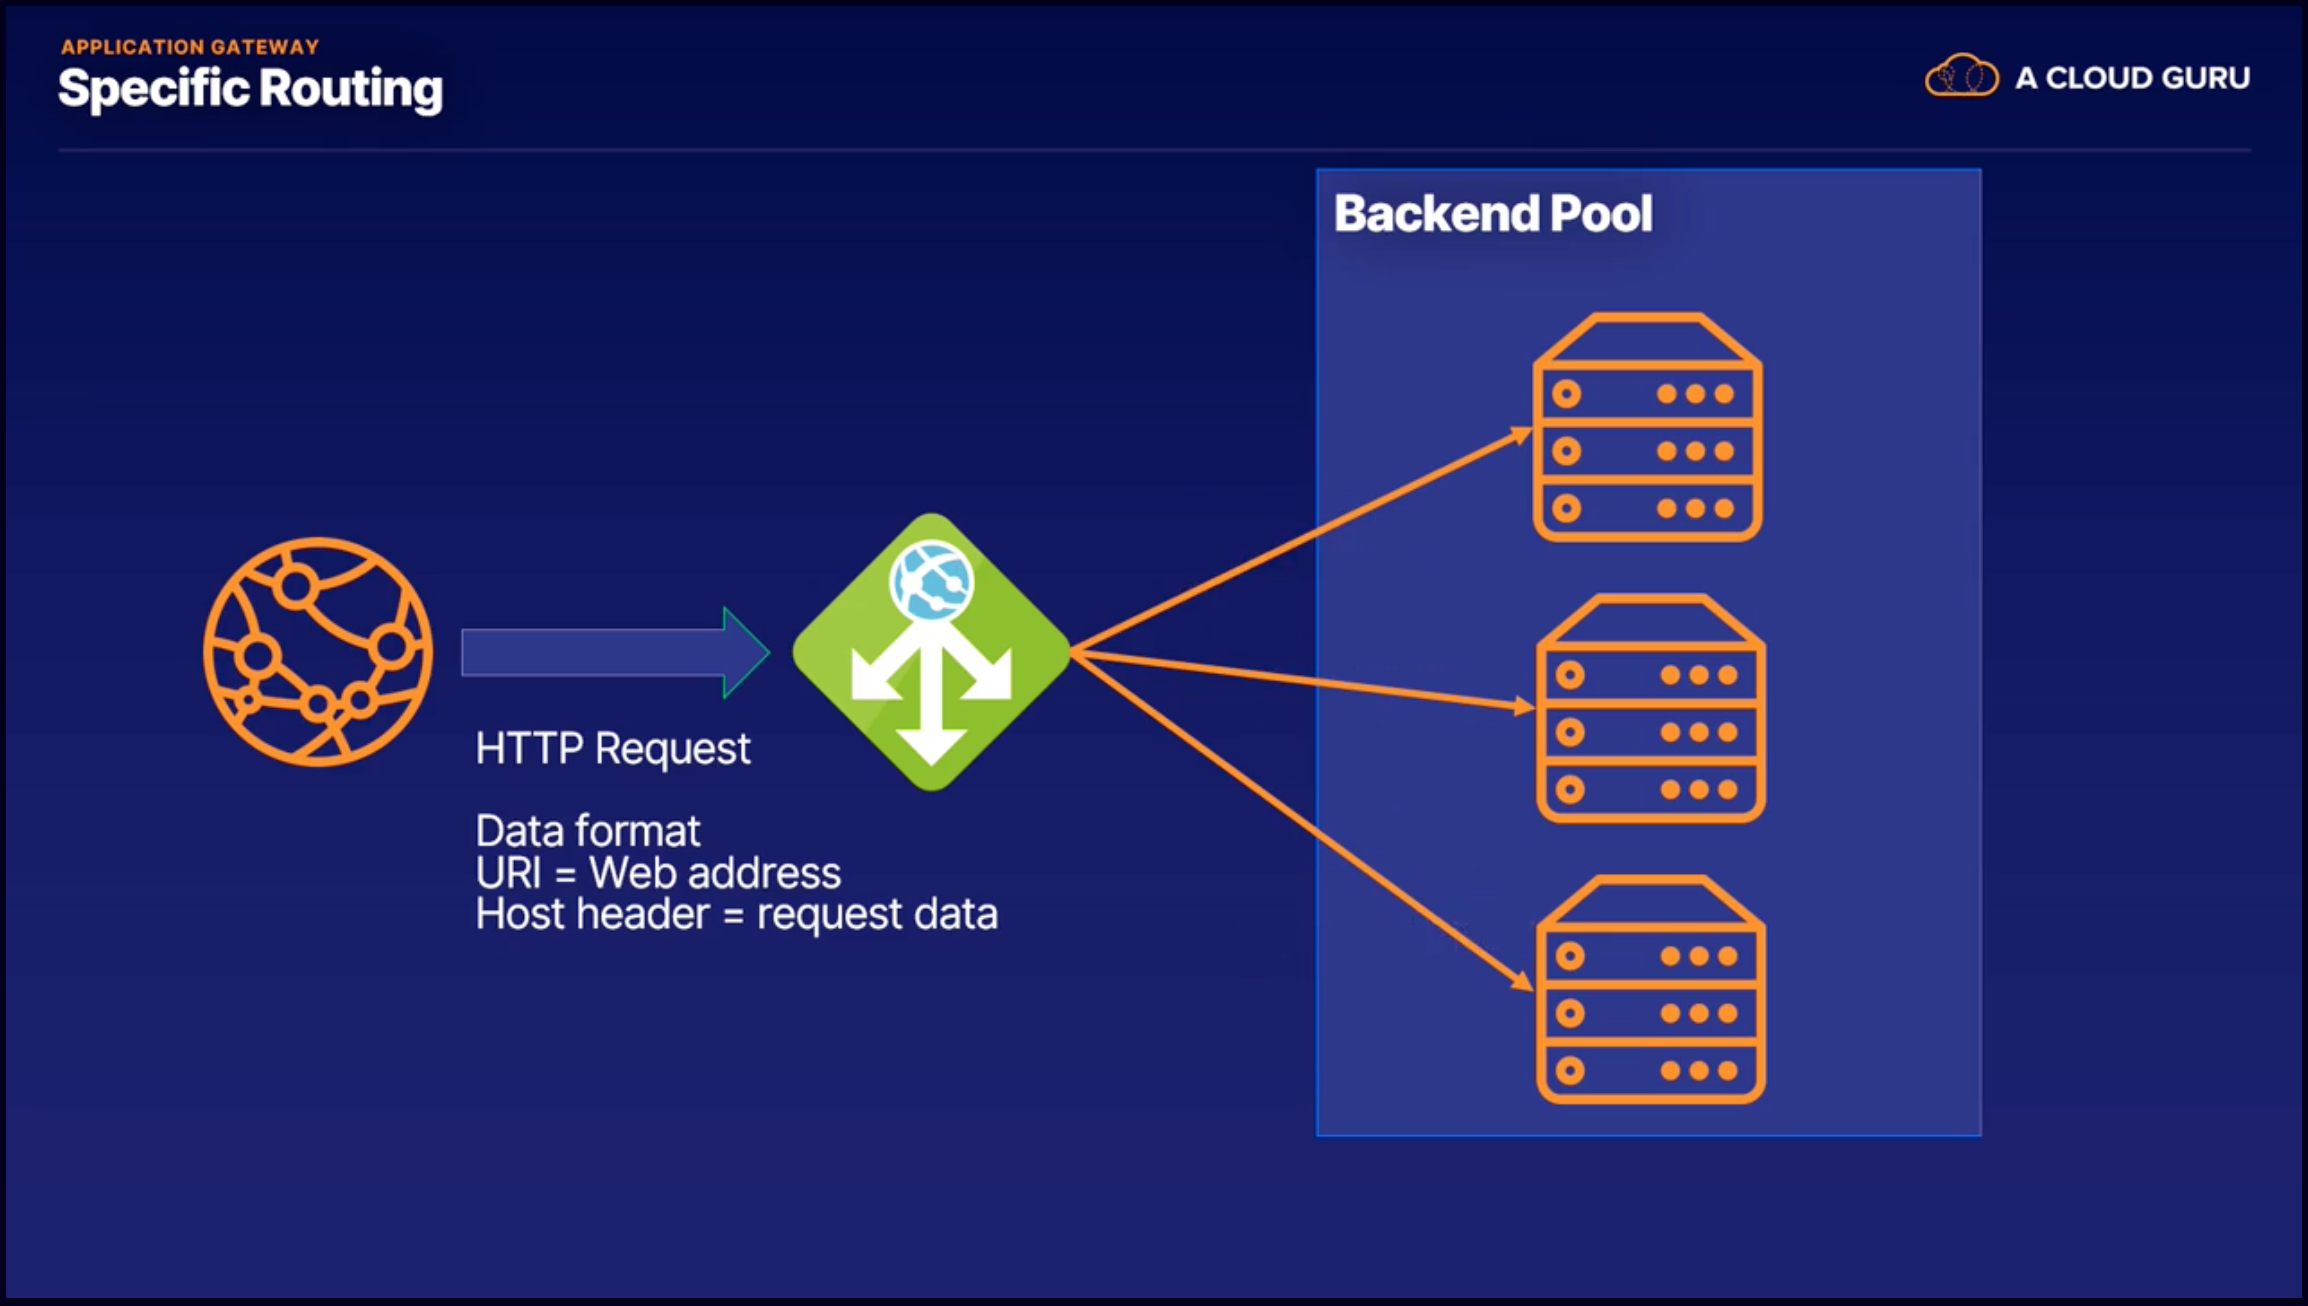 APPLICATION GATEWAY
Specific Routing
A CLOUD GURU
Backend Pool
HTTP Request
Data format
URI = Web address
Host header = request data